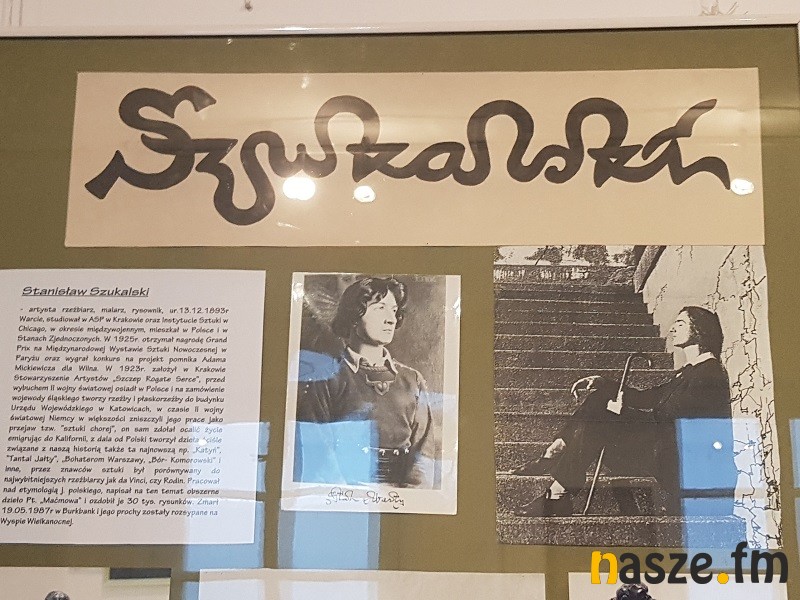 Szukalski
Stanisław Szukalski
- artysta rzeźbiarz, malarz, rysownik, ur.13.12.1893r
Warcie, studiował w ASP w Krakowie oraz Instytucie Sztuki w
Chicago, w okresie międzywojennym, mieszkał w Polsce i w
Stanach Zjednoczonych. W 1925r. otrzymał nagrodę Grand
Prix na Międzynarodowej Wystawie Sztuki Nowoczesnej w
Paryżu oraz wygrał konkurs na projekt pomnika Adama
Mickiewicza dla Wilna. W 1923r. założył w Krakowie
Stowarzyszenie Artystów „Szczep Rogate Serce”, przed
wybuchem II wojny światowej osiadł w Polsce i na zamówienie
wojewody śląskiego tworzy rzeźby i płaskorzeźby do budynku
Urzędu Wojewódzkiego w Katowicach, w czasie II wojny
światowej Niemcy w większości zniszczyli jego prace jako
przejaw tzw. "sztuki chorej", on sam zdołał ocalić życie
emigrując do Kalifornii, z dala od Polski tworzył dzieła ściśle
związane z naszą historią także tą najnowszą np. „Katyń”,
"Tantal Jałty", „Bohaterom Warszawy, „Bór- Komorowski” i
inne, przez znawców sztuki był porównywany do
najwybitniejszych rzeźbiarzy jak da Vinci, czy Rodin. Pracował
nad etymologią j. polskiego, napisał na ten temat obszerne
dzieło Pt. „Maćmowa” i ozdobił je 30 tys. rysunków. Zmarł
19.05.1987r w Burkbank i jego prochy zostały rozsypane na
Wyspie Wielkanocnej.
nasze.fm